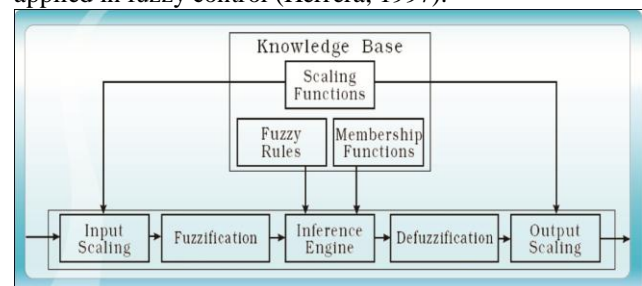 applied in fuzzy control (Herrera, 1997).
Knowledge Base
Scaling
Functions
Fuzzy
Rules
Membership
Functions
Input
Scaling
Fuzzification
Inference
Engine
Defuzzification
Output
Scaling